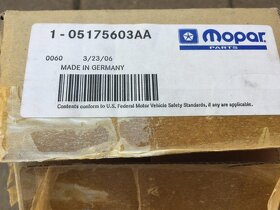 1 - 05175603AA
Mopar
PARTS
0060 3/23/06
MADE IN GERMANY
Contents conform to U.S. Federal Motor Vehicle Safety Standards, if any are applicable.